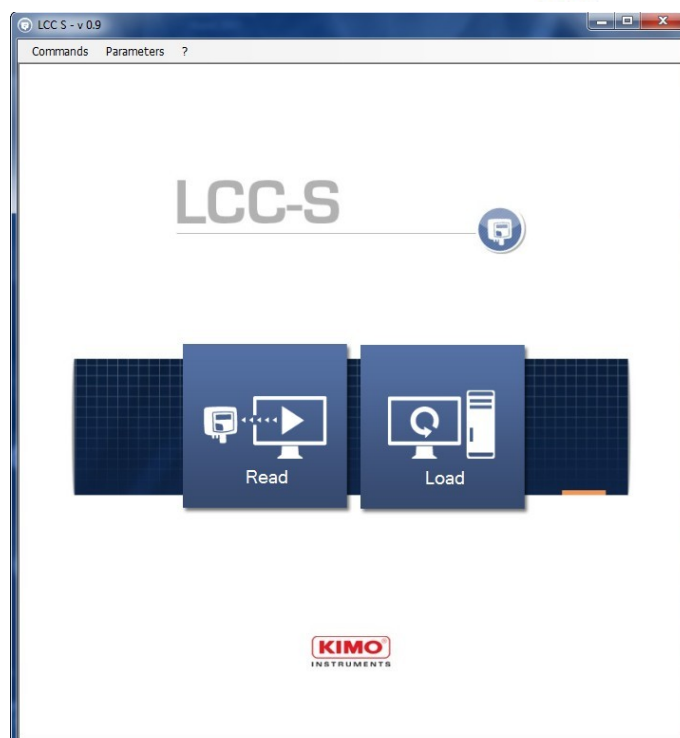 LCC S - v 0.9
Commands Parameters ?
LCC-S
Read Load
KIMO®
INSTRUMENTS